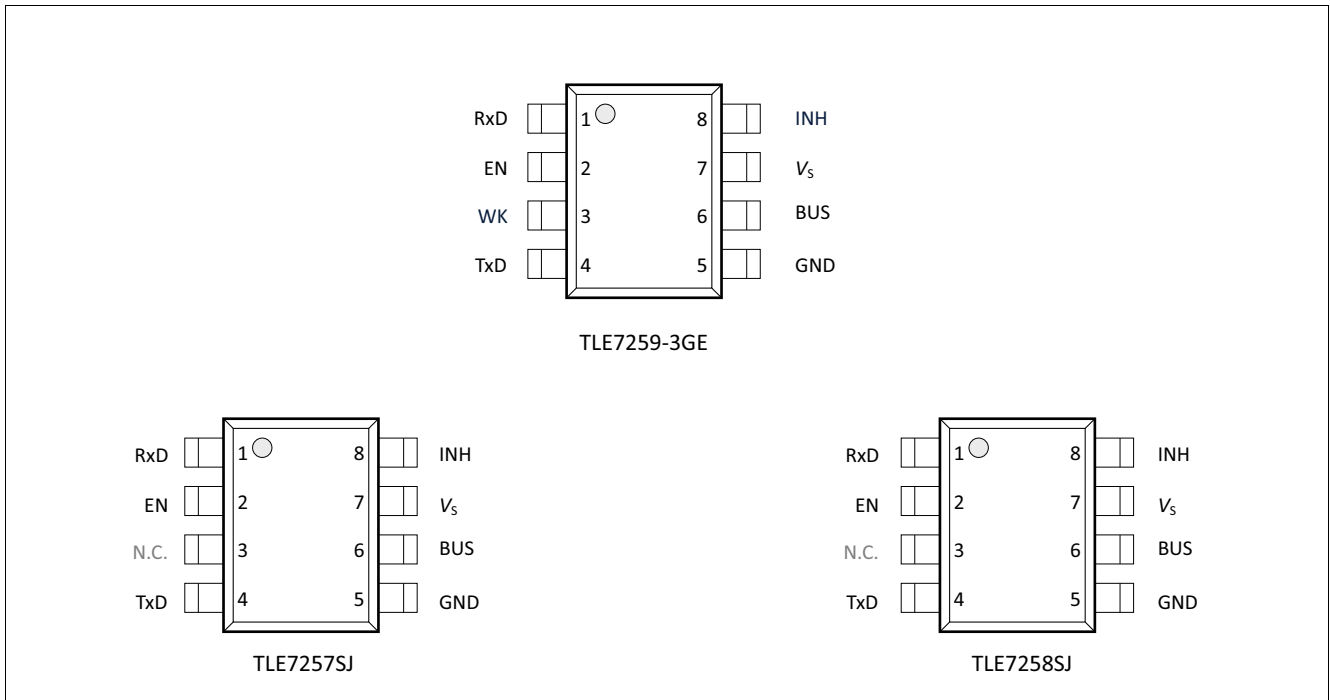 RxD 1 8 INH
EN 2 7 VS
WK 3 6 BUS
TxD 4 5 GND
TLE7259-3GE
RxD 1 8 INH
EN 2 7 VS
N.C. 3 6 BUS
TxD 4 5 GND
TLE7257SJ
RxD 1 8 INH
EN 2 7 VS
N.C. 3 6 BUS
TxD 4 5 GND
TLE7258SJ